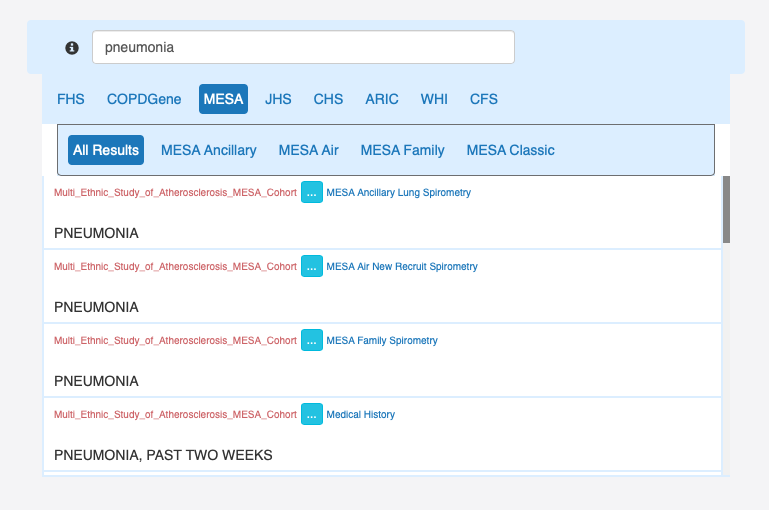 pneumonia
FHS COPDGene MESA JHS CHS ARIC WHI CFS
All Results MESA Ancillary MESA Air MESA Family MESA Classic
Multi_Ethnic_Study_of_Atherosclerosis_MESA_Cohort ... MESA Ancillary Lung Spirometry
PNEUMONIA
Multi_Ethnic_Study_of_Atherosclerosis_MESA_Cohort ... MESA Air New Recruit Spirometry
PNEUMONIA
Multi_Ethnic_Study_of_Atherosclerosis_MESA_Cohort ... MESA Family Spirometry
PNEUMONIA
Multi_Ethnic_Study_of_Atherosclerosis_MESA_Cohort ... Medical History
PNEUMONIA, PAST TWO WEEKS